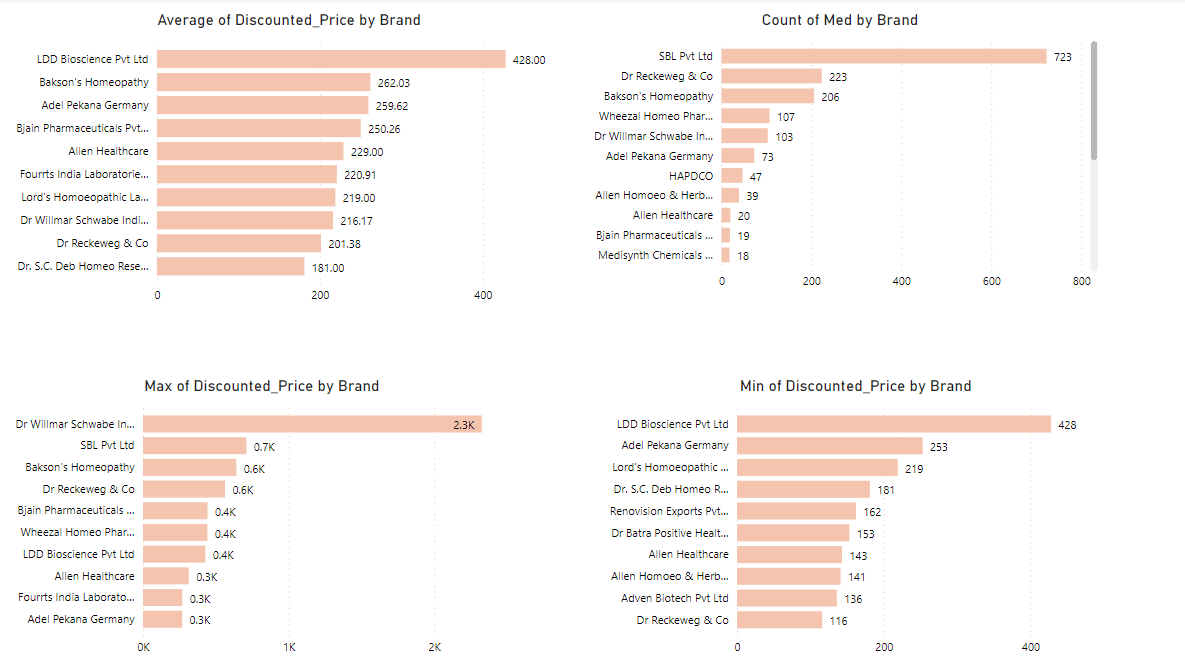 Average of Discounted_Price by Brand
LDD Bioscience Pvt Ltd 428.00
Bakson's Homeopathy 262.03
Adel Pekana Germany 259.62
Bjain Pharmaceuticals Pvt... 250.26
Allen Healthcare 229.00
Fourrts India Laboratorie... 220.91
Lord's Homoeopathic La... 219.00
Dr Willmar Schwabe Indi... 216.17
Dr Reckeweg & Co 201.38
Dr. S.C. Deb Homeo Rese... 181.00
0 200 400
Count of Med by Brand
SBL Pvt Ltd 723
Dr Reckeweg & Co 223
Bakson's Homeopathy 206
Wheezal Homeo Phar... 107
Dr Willmar Schwabe In... 103
Adel Pekana Germany 73
HAPDCO 47
Allen Homoeo & Herb... 39
Allen Healthcare 20
Bjain Pharmaceuticals ... 19
Medisynth Chemicals ... 18
0 200 400 600 800
Max of Discounted_Price by Brand
Dr Willmar Schwabe In... 2.3K
SBL Pvt Ltd 0.7K
Bakson's Homeopathy 0.6K
Dr Reckeweg & Co 0.6K
Bjain Pharmaceuticals ... 0.4K
Wheezal Homeo Phar... 0.4K
LDD Bioscience Pvt Ltd 0.4K
Allen Healthcare 0.3K
Fourrts India Laborato... 0.3K
Adel Pekana Germany 0.3K
0K 1K 2K
Min of Discounted_Price by Brand
LDD Bioscience Pvt Ltd 428
Adel Pekana Germany 253
Lord's Homoeopathic ... 219
Dr. S.C. Deb Homeo R... 181
Renovision Exports Pvt... 162
Dr Batra Positive Healt... 153
Allen Healthcare 143
Allen Homoeo & Herb... 141
Adven Biotech Pvt Ltd 136
Dr Reckeweg & Co 116
0 200 400